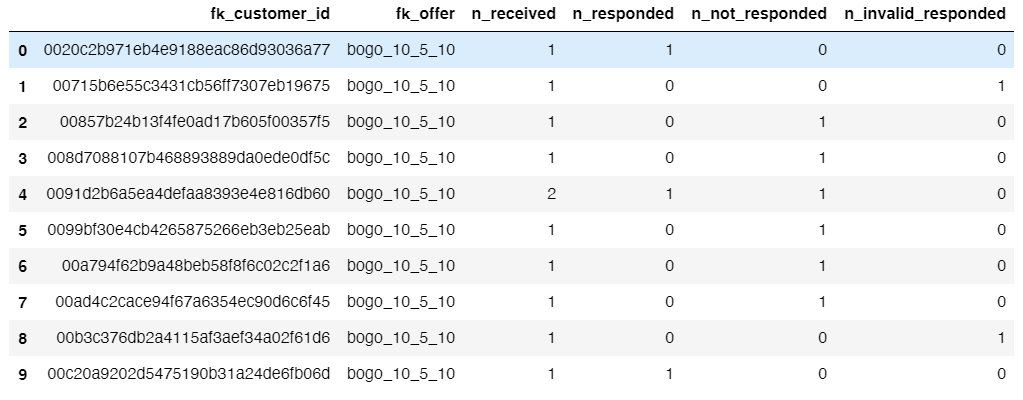 fk_customer_id fk_offer n_received n_responded n_not_responded n_invalid_responded
0 0020c2b971eb4e9188eac86d93036a77 bogo_10_5_10 1 1 0 0
1 00715b6e55c3431cb56ff7307eb19675 bogo_10_5_10 1 0 0 1
2 00857b24b13f4fe0ad17b605f00357f5 bogo_10_5_10 1 0 1 0
3 008d7088107b468893889da0ede0df5c bogo_10_5_10 1 0 1 0
4 0091d2b6a5ea4defaa8393e4e816db60 bogo_10_5_10 2 1 1 0
5 0099bf30e4cb4265875266eb3eb25eab bogo_10_5_10 1 0 1 0
6 00a794f62b9a48beb58f8f6c02c2f1a6 bogo_10_5_10 1 0 1 0
7 00ad4c2cace94f67a6354ec90d6c6f45 bogo_10_5_10 1 0 1 0
8 00b3c376db2a4115af3aef34a02f61d6 bogo_10_5_10 1 0 0 1
9 00c20a9202d5475190b31a24de6fb06d bogo_10_5_10 1 1 0 0